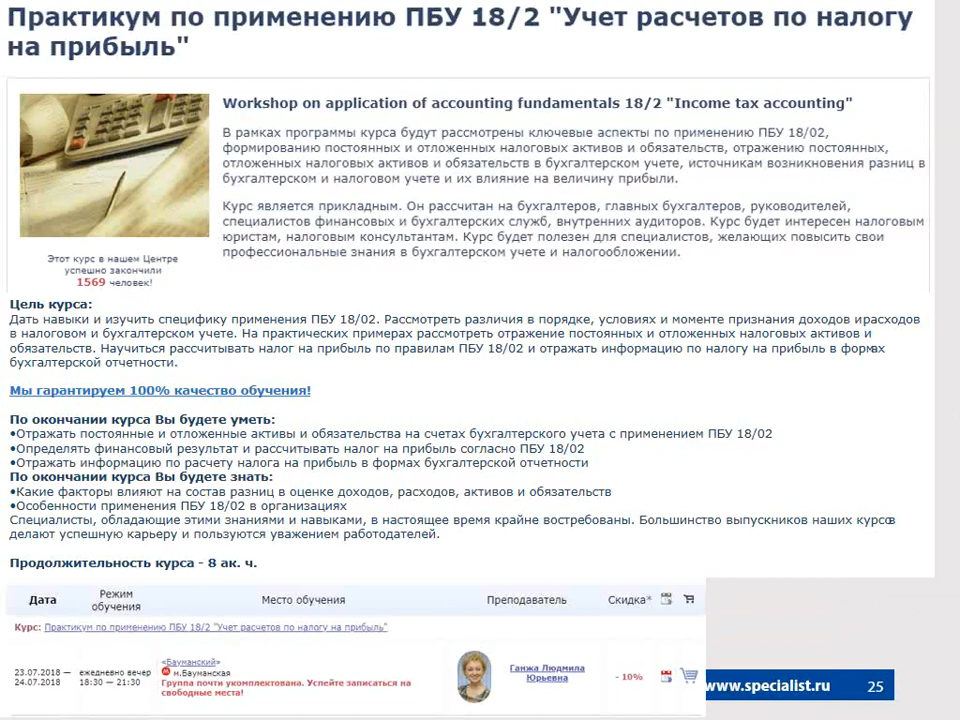 Практикум по применению ПБУ 18/2 "Учет расчетов по налогу
на прибыль"
Workshop on application of accounting fundamentals 18/2 "Income tax accounting"
В рамках программы курса будут рассмотрены ключевые аспекты по применению ПБУ 18/02,
формированию постоянных и отложенных налоговых активов и обязательств, отражению постоянных,
отложенных налоговых активов и обязательств в бухгалтерском учете, источникам возникновения разниц в
бухгалтерском и налоговом учете и их влияние на величину прибыли.
Курс является прикладным. Он рассчитан на бухгалтеров, главных бухгалтеров, руководителей,
специалистов финансовых и бухгалтерских служб, внутренних аудиторов. Курс будет интересен налоговым
юристам, налоговым консультантам. Курс будет полезен для специалистов, желающих повысить свои
профессиональные знания в бухгалтерском учете и налогообложении.
Этот курс в нашем Центре
успешно закончили
1569 человек!
Цель курса:
Дать навыки и изучить специфику применения ПБУ 18/02. Рассмотреть различия в порядке, условиях и моменте признания доходов и расходов
в налоговом и бухгалтерском учете. На практических примерах рассмотреть отражение постоянных и отложенных налоговых активов и
обязательств. Научиться рассчитывать налог на прибыль по правилам ПБУ 18/02 и отражать информацию по налогу на прибыль в формах
бухгалтерской отчетности.
Мы гарантируем 100% качество обучения!
По окончании курса Вы будете уметь:
•Отражать постоянные и отложенные активы и обязательства на счетах бухгалтерского учета с применением ПБУ 18/02
•Определять финансовый результат и рассчитывать налог на прибыль согласно ПБУ 18/02
•Отражать информацию по расчету налога на прибыль в формах бухгалтерской отчетности
По окончании курса Вы будете знать:
•Какие факторы влияют на состав разниц в оценке доходов, расходов, активов и обязательств
•Особенности применения ПБУ 18/02 в организациях
Специалисты, обладающие этими знаниями и навыками, в настоящее время крайне востребованы. Большинство выпускников наших курсов
делают успешную карьеру и пользуются уважением работодателей.
Продолжительность курса - 8 ак. ч.
Дата Режим обучения Место обучения Преподаватель Скидка*
Курс: Практикум по применению ПБУ 18/2 "Учет расчетов по налогу на прибыль"
23.07.2018 —
24.07.2018
ежедневно вечер
18:30 — 21:30
«Бауманский»
м.Бауманская
Группа почти укомплектована. Успейте записаться на
свободные места!
Ганжа Людмила
Юрьевна
- 10%
www.specialist.ru 25